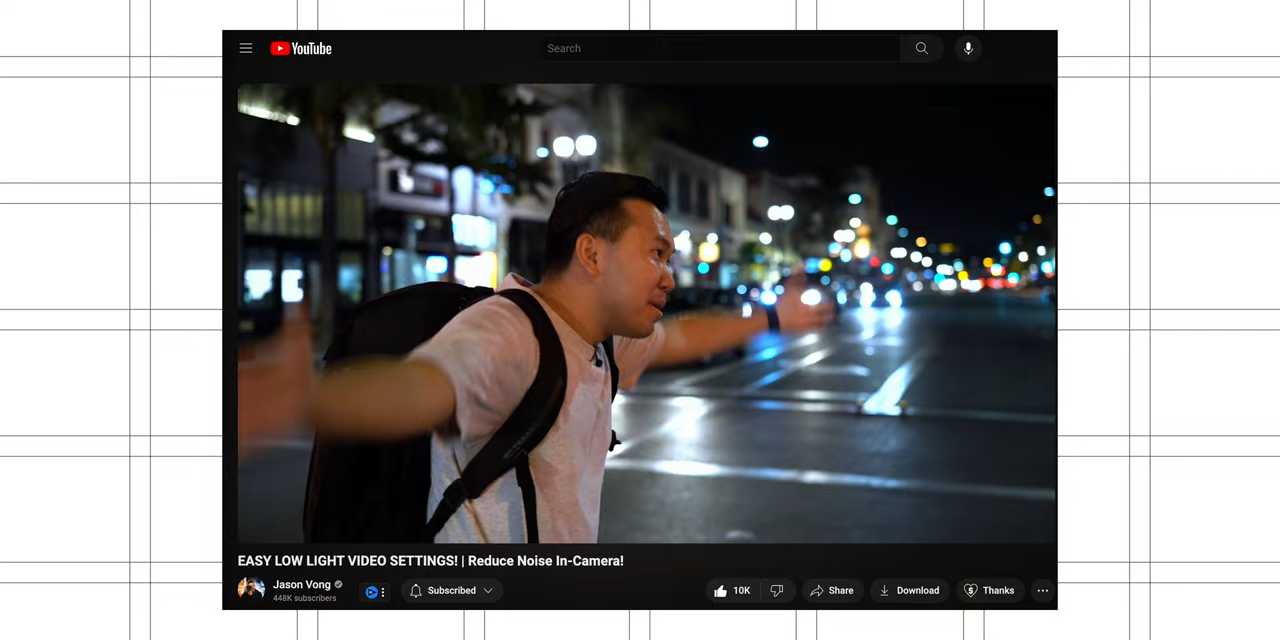 YouTube
Search
EASY LOW LIGHT VIDEO SETTINGS! | Reduce Noise In-Camera!
Jason Vong
448K subscribers
Subscribed
10K
Share
Download
Thanks